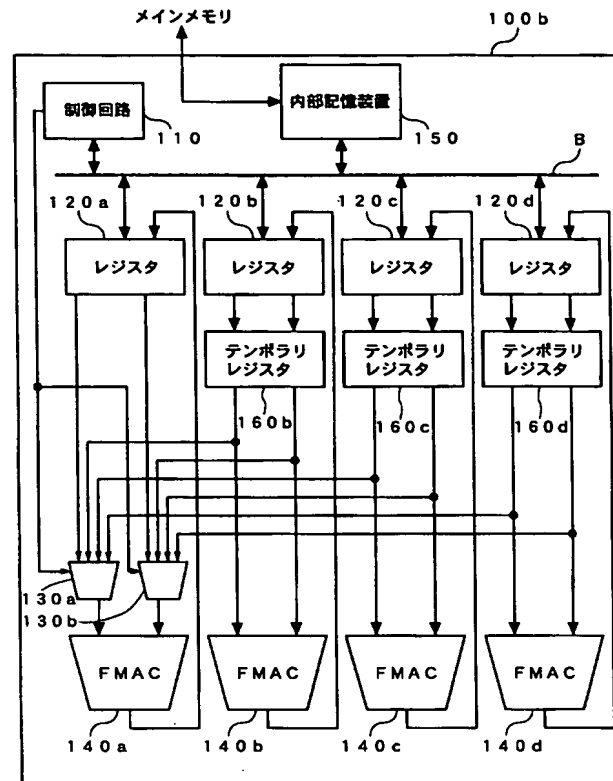 メインメモリ
100b
制御回路
110
内部記憶装置
150
B
120a
120b
120c
120d
レジスタ
レジスタ
レジスタ
レジスタ
テンポラリ
レジスタ
テンポラリ
レジスタ
テンポラリ
レジスタ
160b
160c
160d
130a
130b
FMAC
FMAC
FMAC
FMAC
140a
140b
140c
140d